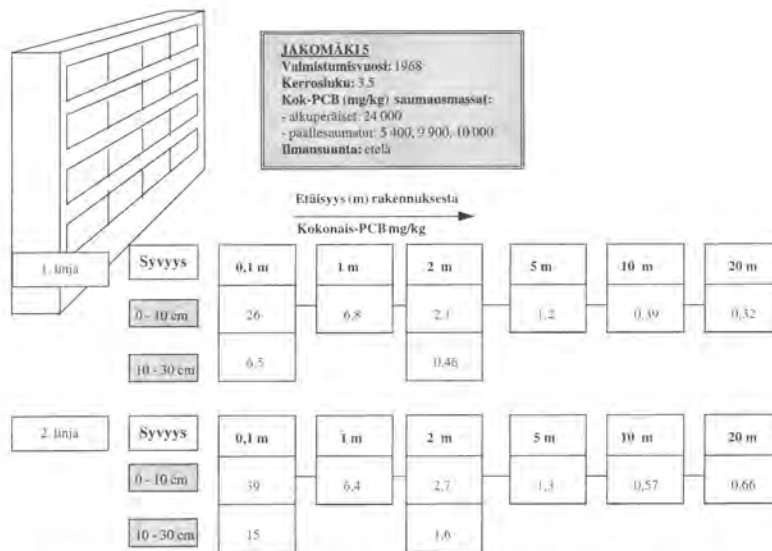 JAKOMÄKI 5
Valmistumisvuosi: 1968
Kerrosluku: 3.5
Kok-PCB (mg/kg) saumausmassat:
- alkuperäiset: 24 000
- päällesaumatut: 5 400, 9 900, 10 000
Ilmansuunta: etelä
Etäisyys (m) rakennuksesta
Kokonais-PCB mg/kg
1. linja Syvyys 0,1 m 1 m 2 m 5 m 10 m 20 m
0 - 10 cm 26 6,8 2,1 1,2 0,39 0,32
10 - 30 cm 6,5 0,46
2. linja Syvyys 0,1 m 1 m 2 m 5 m 10 m 20 m
0 - 10 cm 39 6,4 2,7 1,3 0,57 0,66
10 - 30 cm 15 1,6